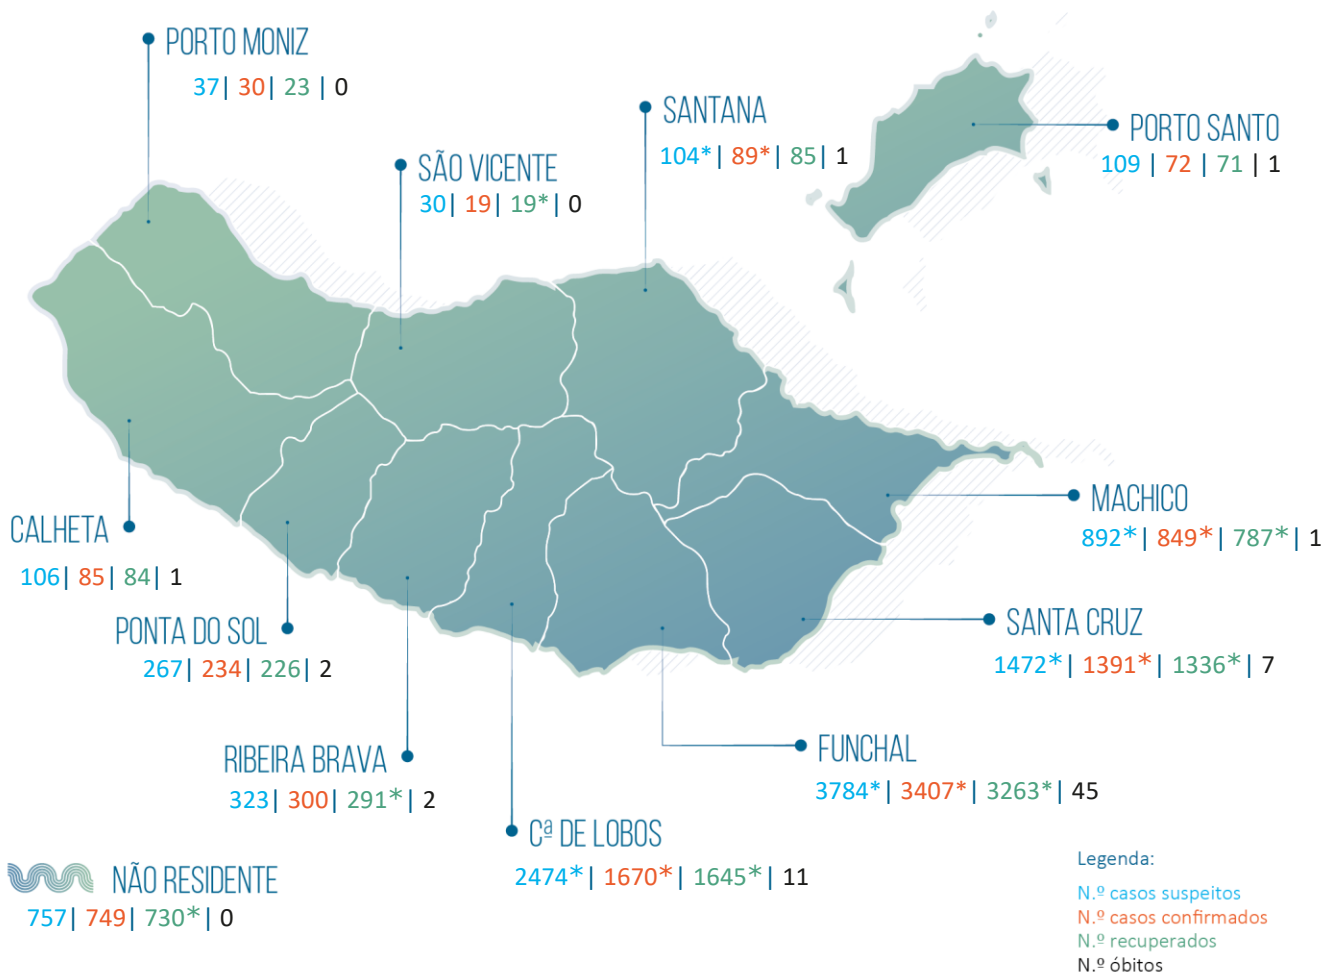 PORTO MONIZ
37| 30| 23 | 0
SANTANA
104*| 89*| 85| 1
PORTO SANTO
109 | 72 | 71 | 1
SÃO VICENTE
30| 19| 19*| 0
MACHICO
892*| 849*| 787*| 1
CALHETA
106| 85| 84| 1
PONTA DO SOL
267| 234| 226| 2
SANTA CRUZ
1472*| 1391*| 1336*| 7
RIBEIRA BRAVA
323| 300| 291*| 2
FUNCHAL
3784*| 3407*| 3263*| 45
Cª DE LOBOS
2474*| 1670*| 1645*| 11
NÃO RESIDENTE
757| 749| 730*| 0
Legenda:
N.º casos suspeitos
N.º casos confirmados
N.º recuperados
N.º óbitos